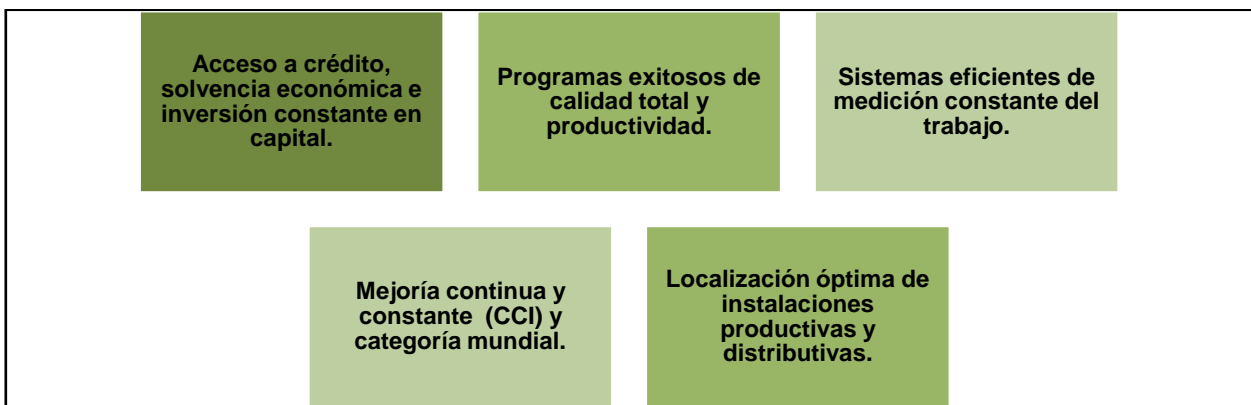 Acceso a crédito,
solvencia económica e
inversión constante en
capital.
Programas exitosos de
calidad total y
productividad.
Sistemas eficientes de
medición constante del
trabajo.
Mejoría continua y
constante  (CCI) y
categoría mundial.
Localización óptima de
instalaciones
productivas y
distributivas.